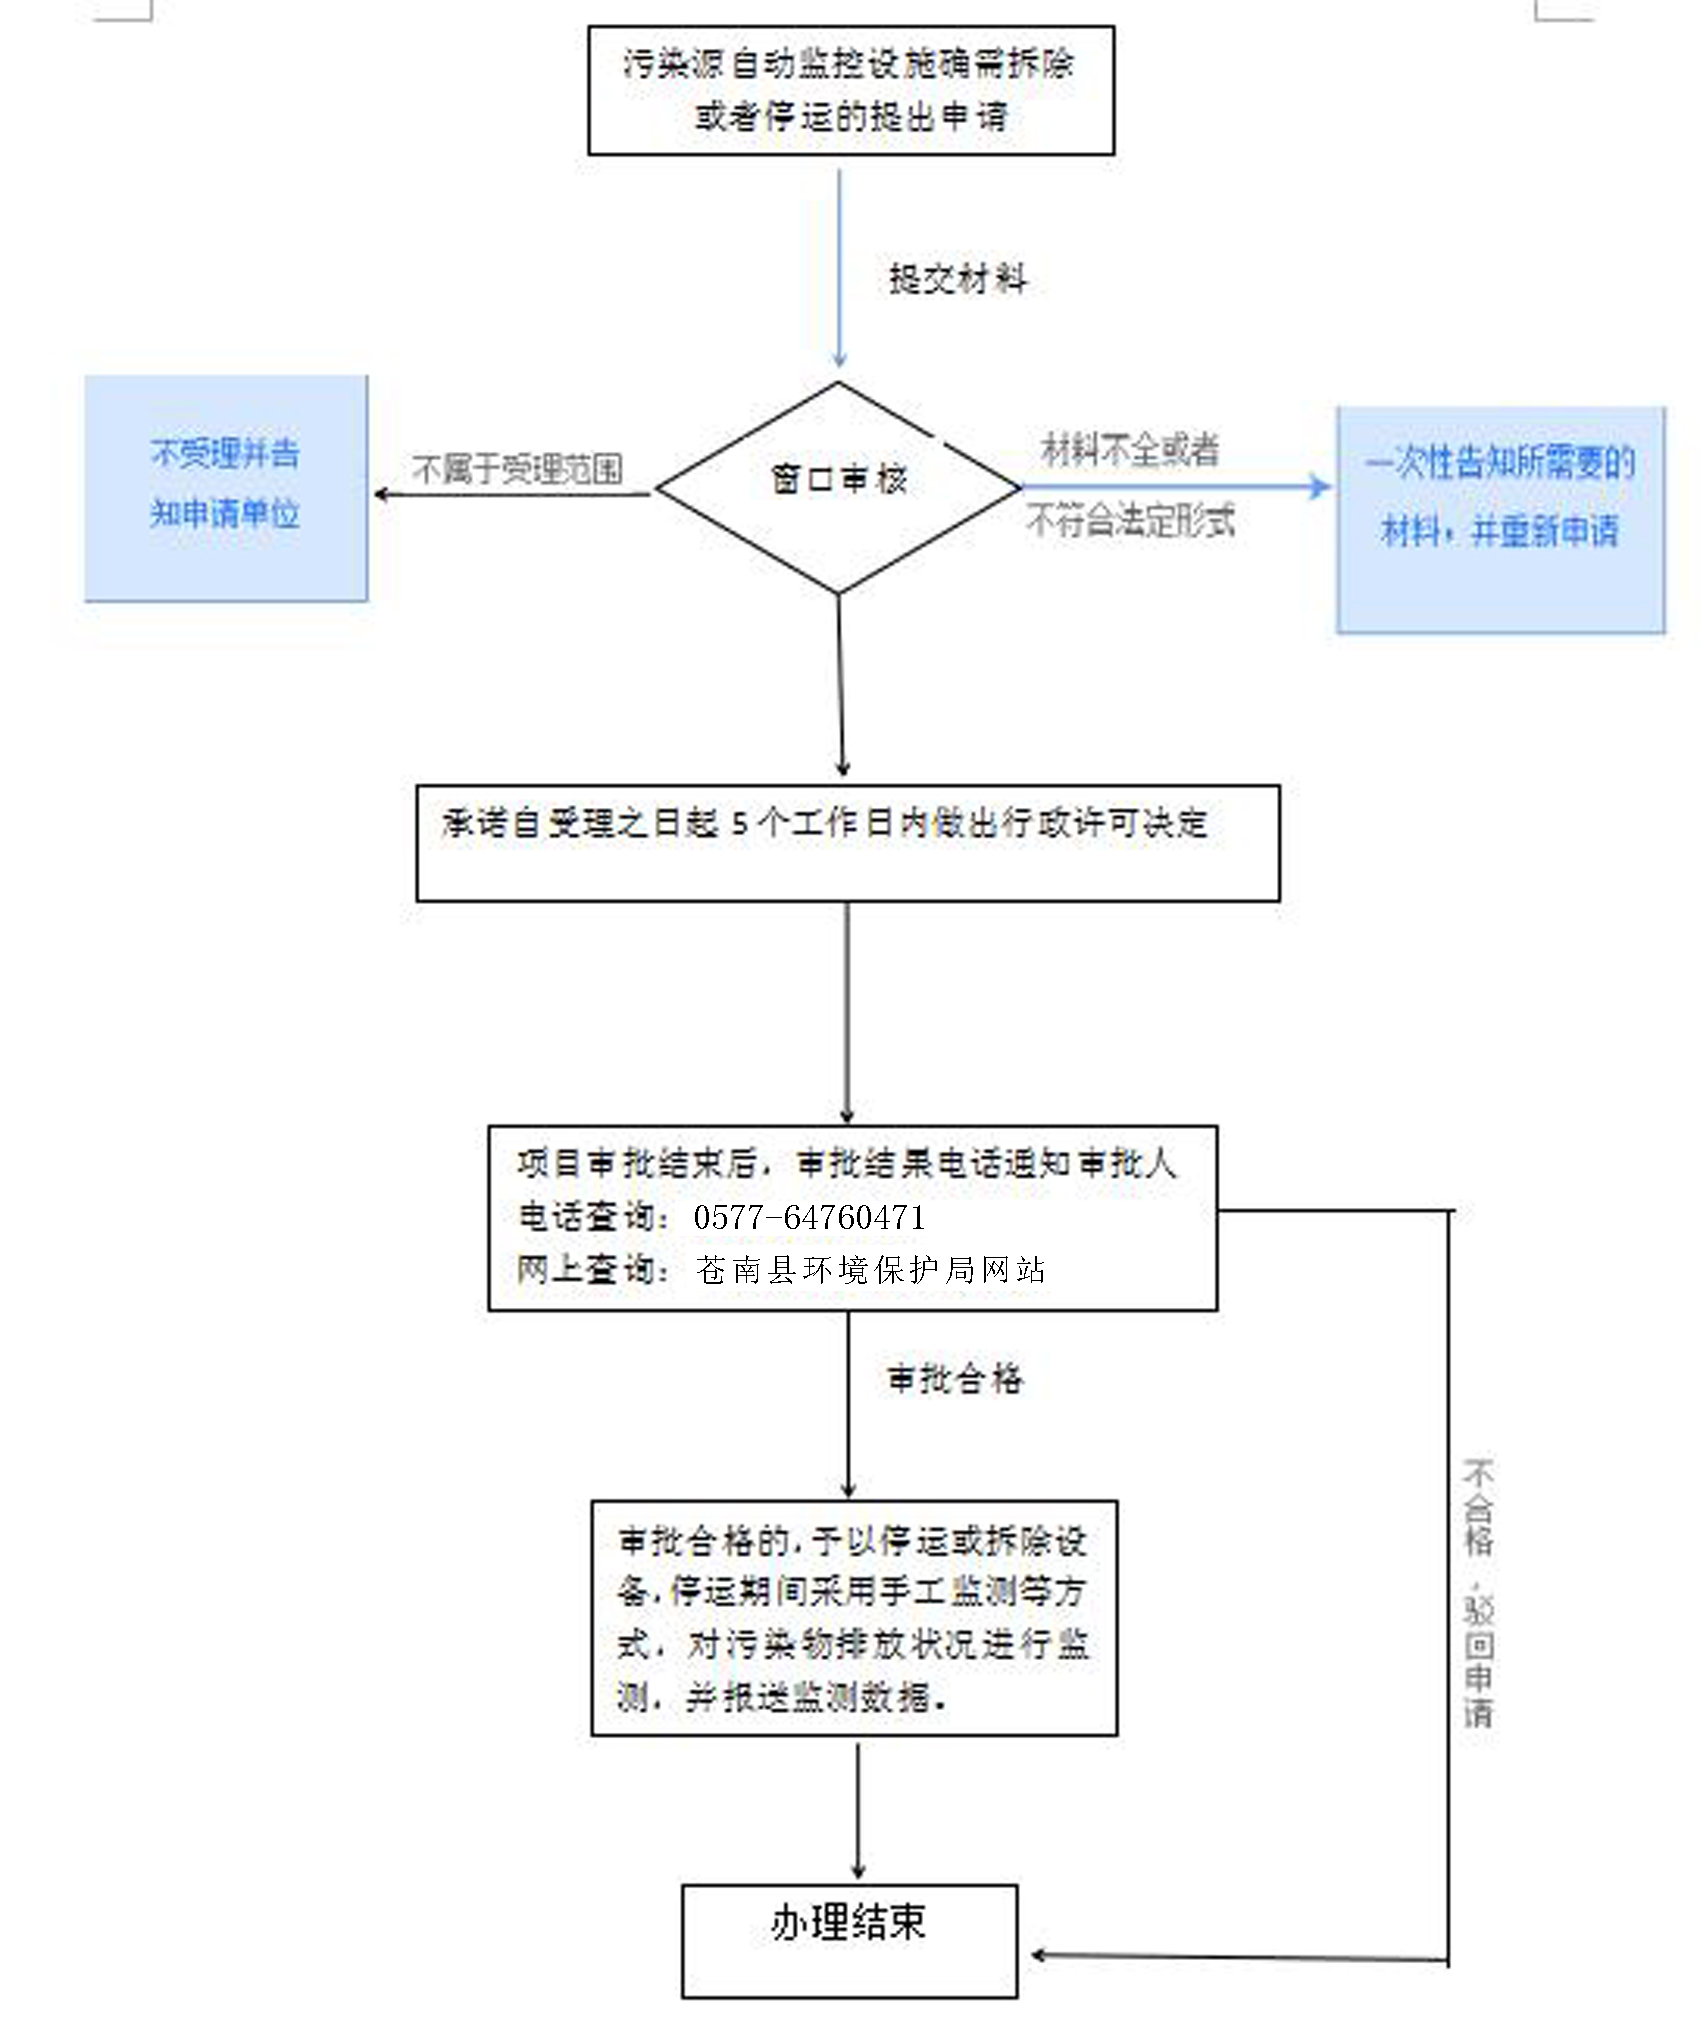 污染源自动监控设施确需拆除
或者停运的提出申请
提交材料
不受理并告
知申请单位
不属于受理范围
窗口审核
材料不全或者
不符合法定形式
一次性告知所需要的
材料，并重新申请
承诺自受理之日起 5 个工作日内做出行政许可决定
项目审批结束后，审批结果电话通知审批人
电话查询：0577-64760471
网上查询：苍南县环境保护局网站
审批合格
不合格，驳回申请
审批合格的，予以停运或拆除设
备，停运期间采用手工监测等方
式，对污染物排放状况进行监
测，并报送监测数据。
办理结束